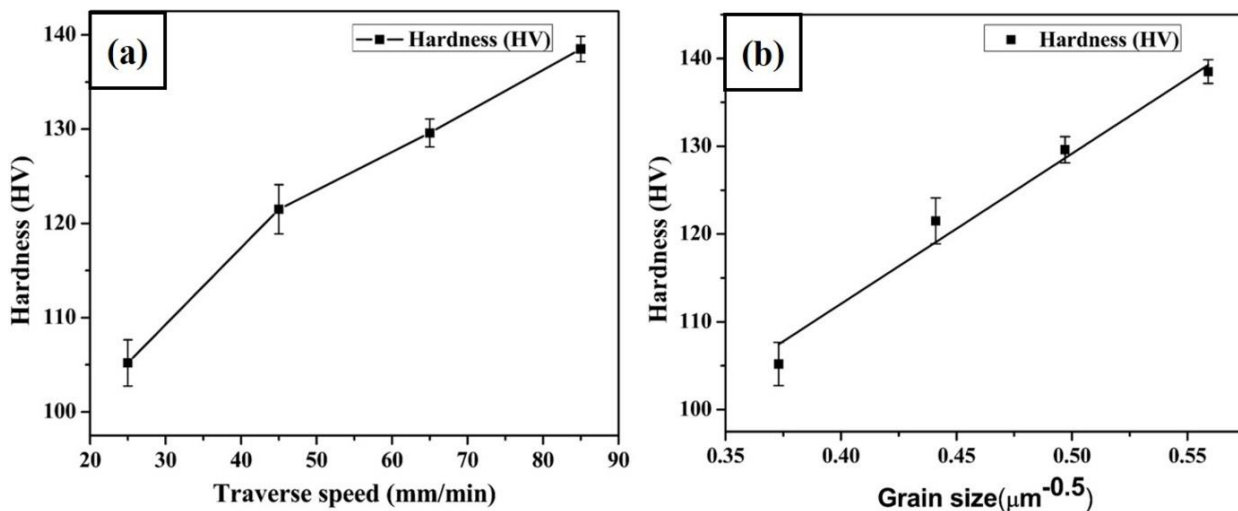 (a)
Hardness (HV)
140
130
120
110
100
Hardness (HV)
20 30 40 50 60 70 80 90
Traverse speed (mm/min)
(b)
Hardness (HV)
140
130
120
110
100
Hardness (HV)
0.35 0.40 0.45 0.50 0.55
Grain size(μm-0.5)